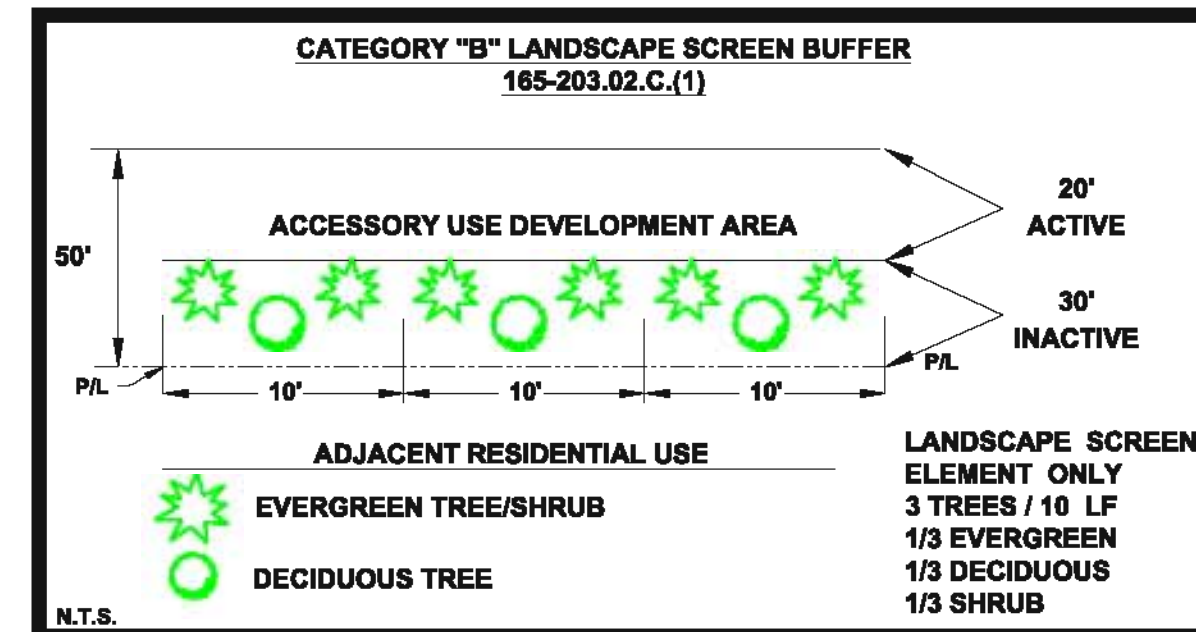 CATEGORY "B" LANDSCAPE SCREEN BUFFER
165-203.02.C.(1)
50'
ACCESSORY USE DEVELOPMENT AREA
20'
ACTIVE
30'
INACTIVE
P/L
10'
10'
10'
P/L
ADJACENT RESIDENTIAL USE
EVERGREEN TREE/SHRUB
DECIDUOUS TREE
LANDSCAPE SCREEN
ELEMENT ONLY
3 TREES / 10 LF
1/3 EVERGREEN
1/3 DECIDUOUS
1/3 SHRUB
N.T.S.